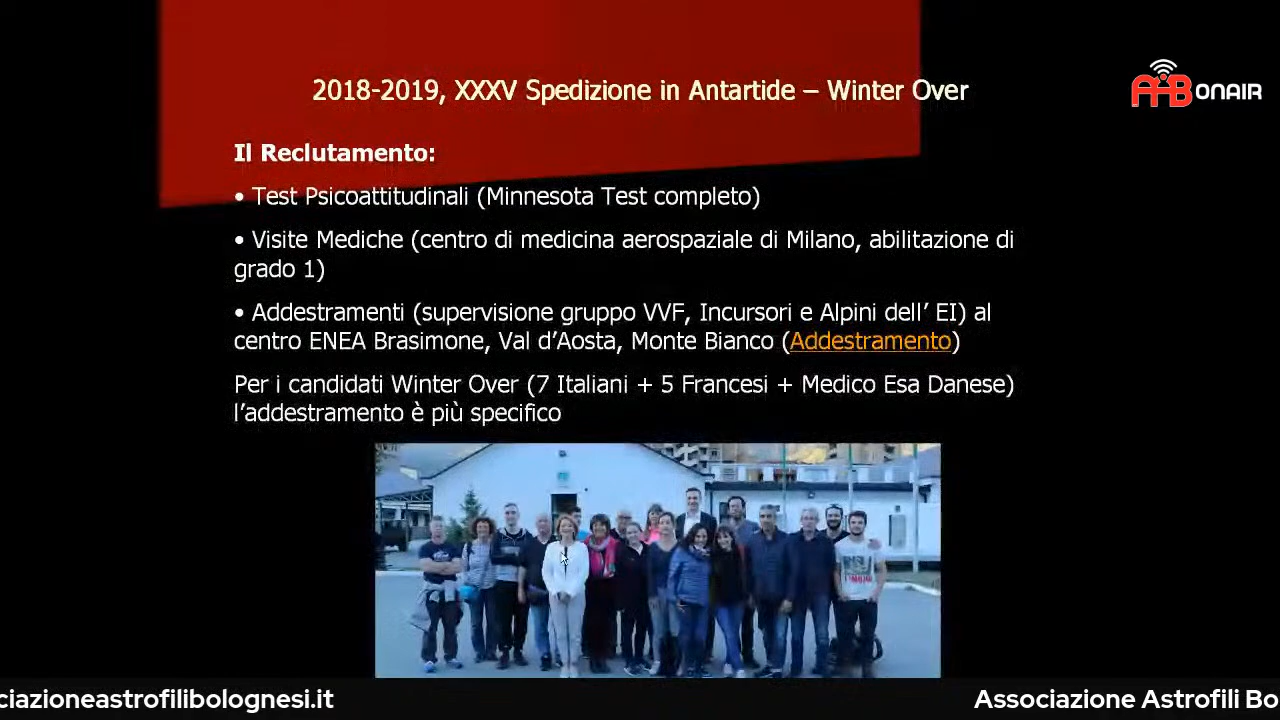 2018-2019, XXXV Spedizione in Antartide – Winter Over
AAB ONAIR
Il Reclutamento:
• Test Psicoattitudinali (Minnesota Test completo)
• Visite Mediche (centro di medicina aerospaziale di Milano, abilitazione di
grado 1)
• Addestramenti (supervisione gruppo VVF, Incursori e Alpini dell’ EI) al
centro ENEA Brasimone, Val d’Aosta, Monte Bianco (Addestramento)
Per i candidati Winter Over (7 Italiani + 5 Francesi + Medico Esa Danese)
l’addestramento è più specifico
ciazioneastrofilibolognesi.it
Associazione Astrofili Bo